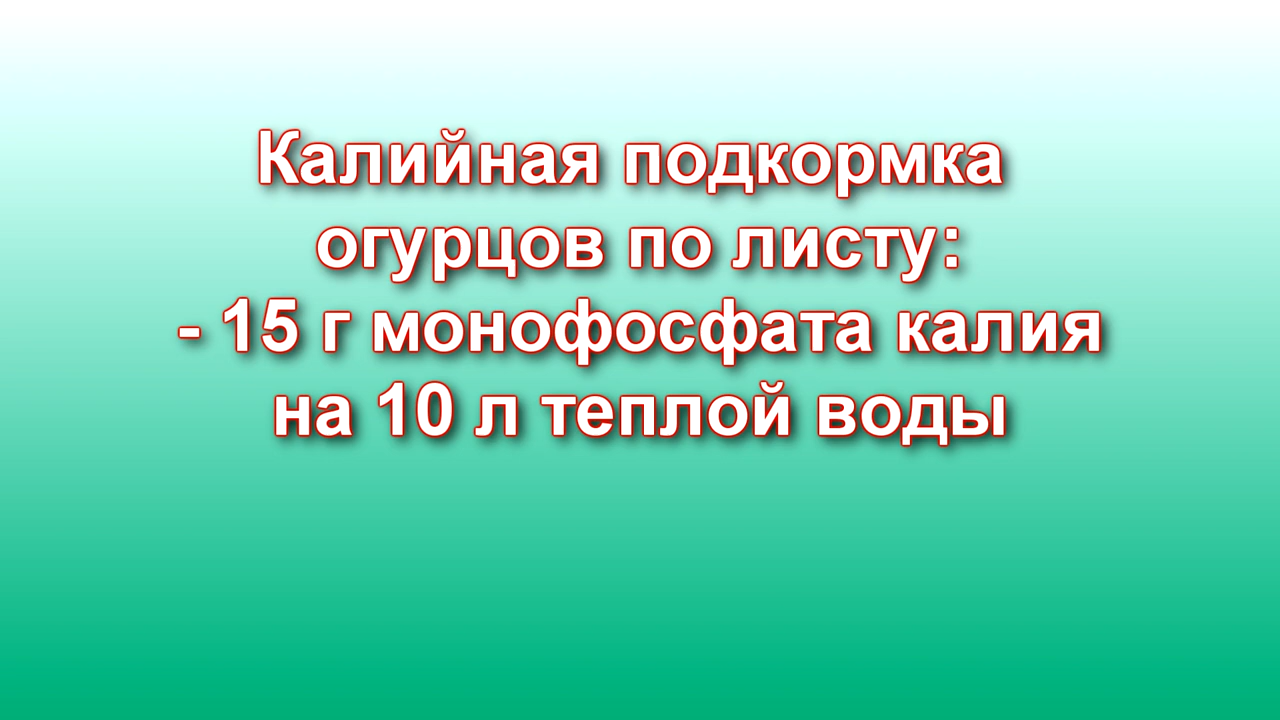 Калийная подкормка
огурцов по листу:
- 15 г монофосфата калия
на 10 л теплой воды